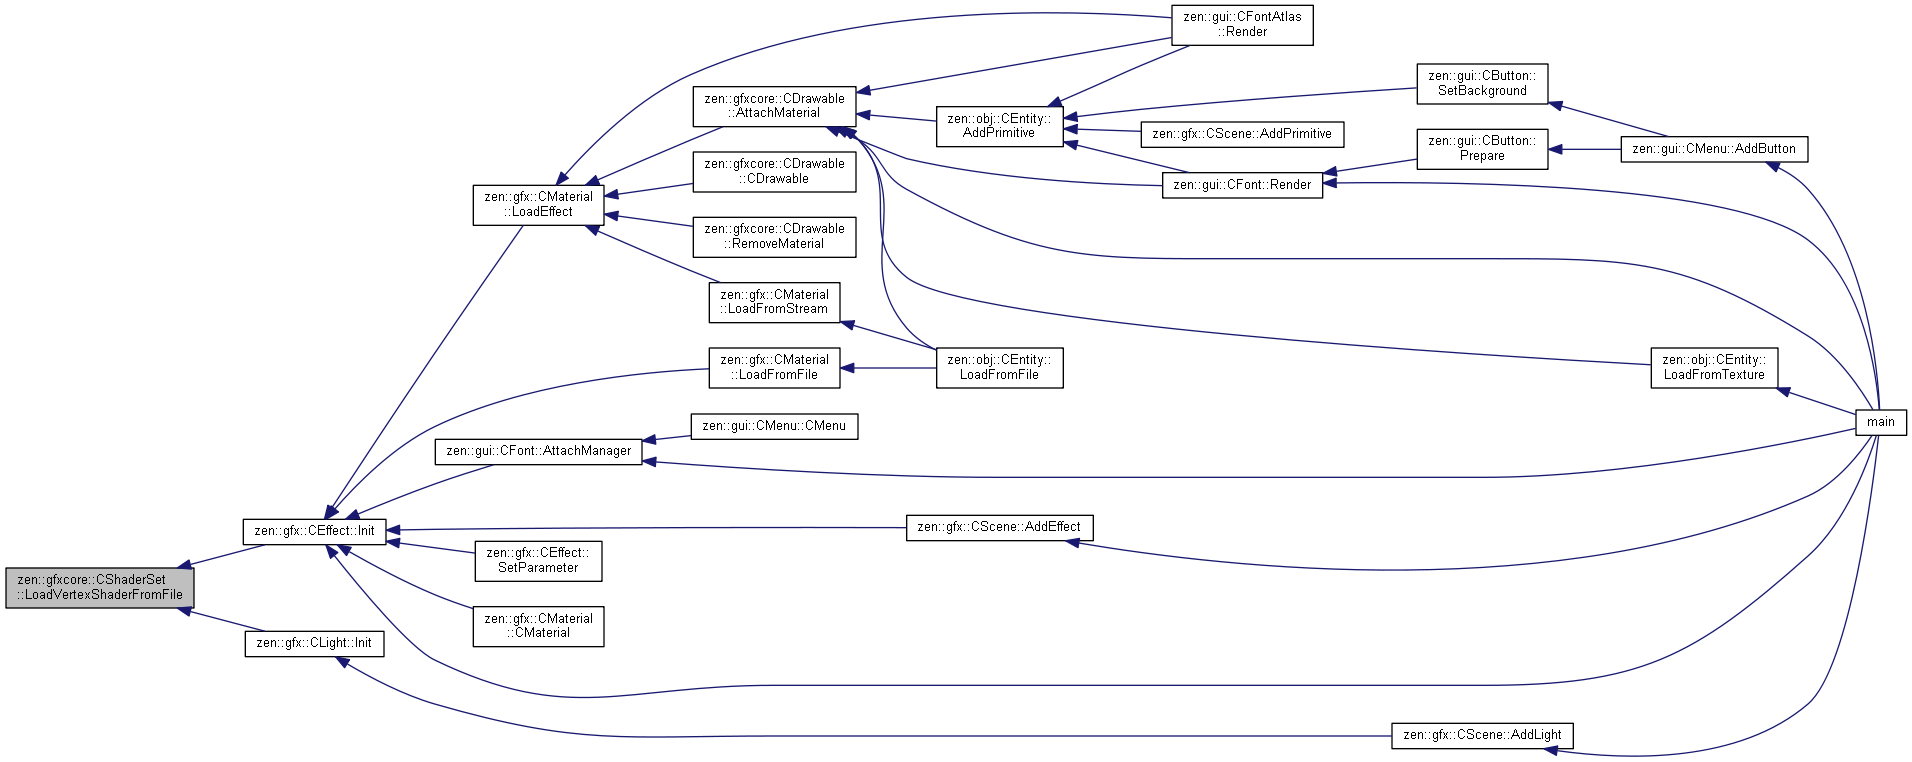 zen::gui::CFontAtlas
::Render
zen::gui::CButton::
SetBackground
zen::gfxcore::CDrawable
::AttachMaterial
zen::obj::CEntity::
AddPrimitive
zen::gfx::CScene::AddPrimitive
zen::gui::CButton::
Prepare
zen::gui::CMenu::AddButton
zen::gfxcore::CDrawable
::CDrawable
zen::gui::CFont::Render
zen::gfx::CMaterial
::LoadEffect
zen::gfxcore::CDrawable
::RemoveMaterial
zen::gfx::CMaterial
::LoadFromStream
zen::gfx::CMaterial
::LoadFromFile
zen::obj::CEntity::
LoadFromFile
zen::obj::CEntity::
LoadFromTexture
main
zen::gui::CMenu::CMenu
zen::gui::CFont::AttachManager
zen::gfx::CEffect::Init
zen::gfx::CScene::AddEffect
zen::gfx::CEffect::
SetParameter
zen::gfxcore::CShaderSet
::LoadVertexShaderFromFile
zen::gfx::CMaterial
::CMaterial
zen::gfx::CLight::Init
zen::gfx::CScene::AddLight